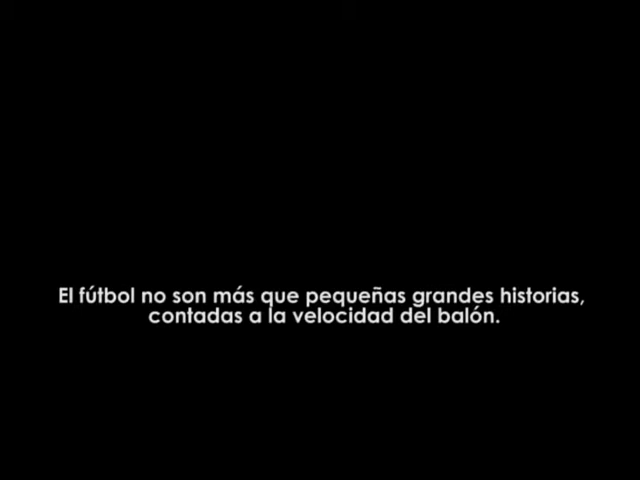 El fútbol no son más que pequeñas grandes historias,
contadas a la velocidad del balón.